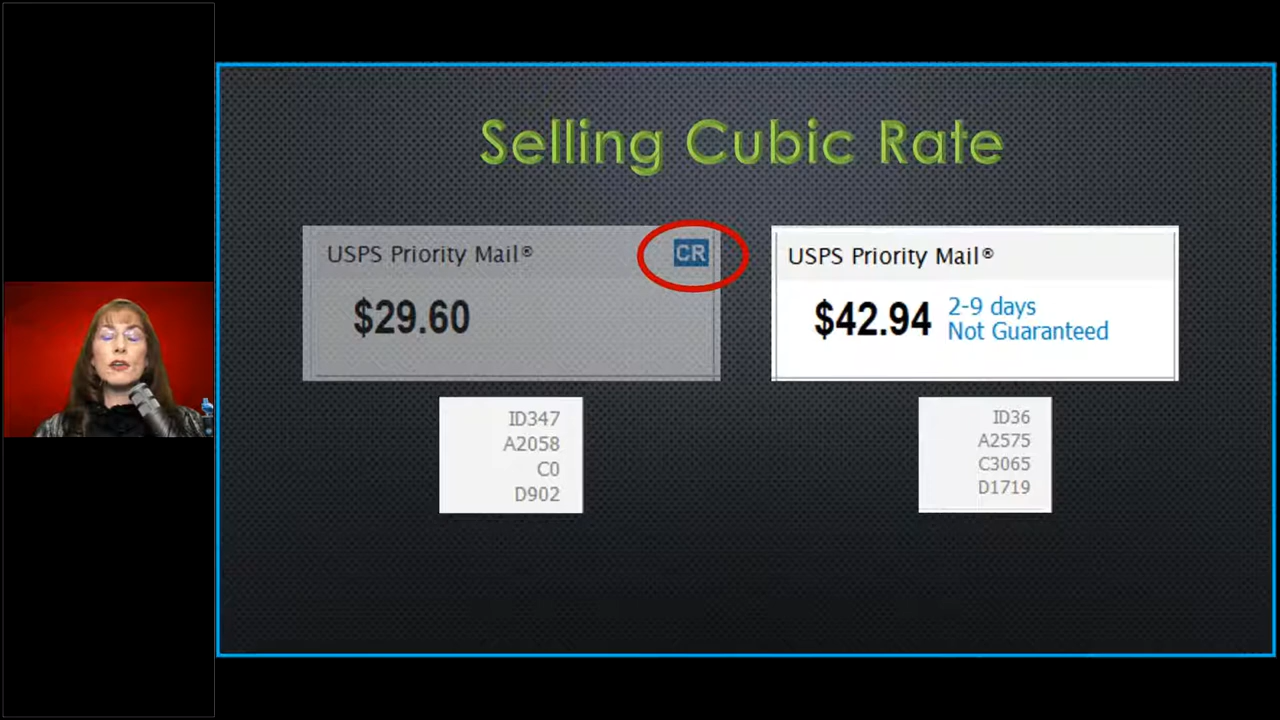 Selling Cubic Rate
USPS Priority Mail®
CR
$29.60
ID347
A2058
C0
D902
USPS Priority Mail®
$42.94
2-9 days
Not Guaranteed
ID36
A2575
C3065
D1719